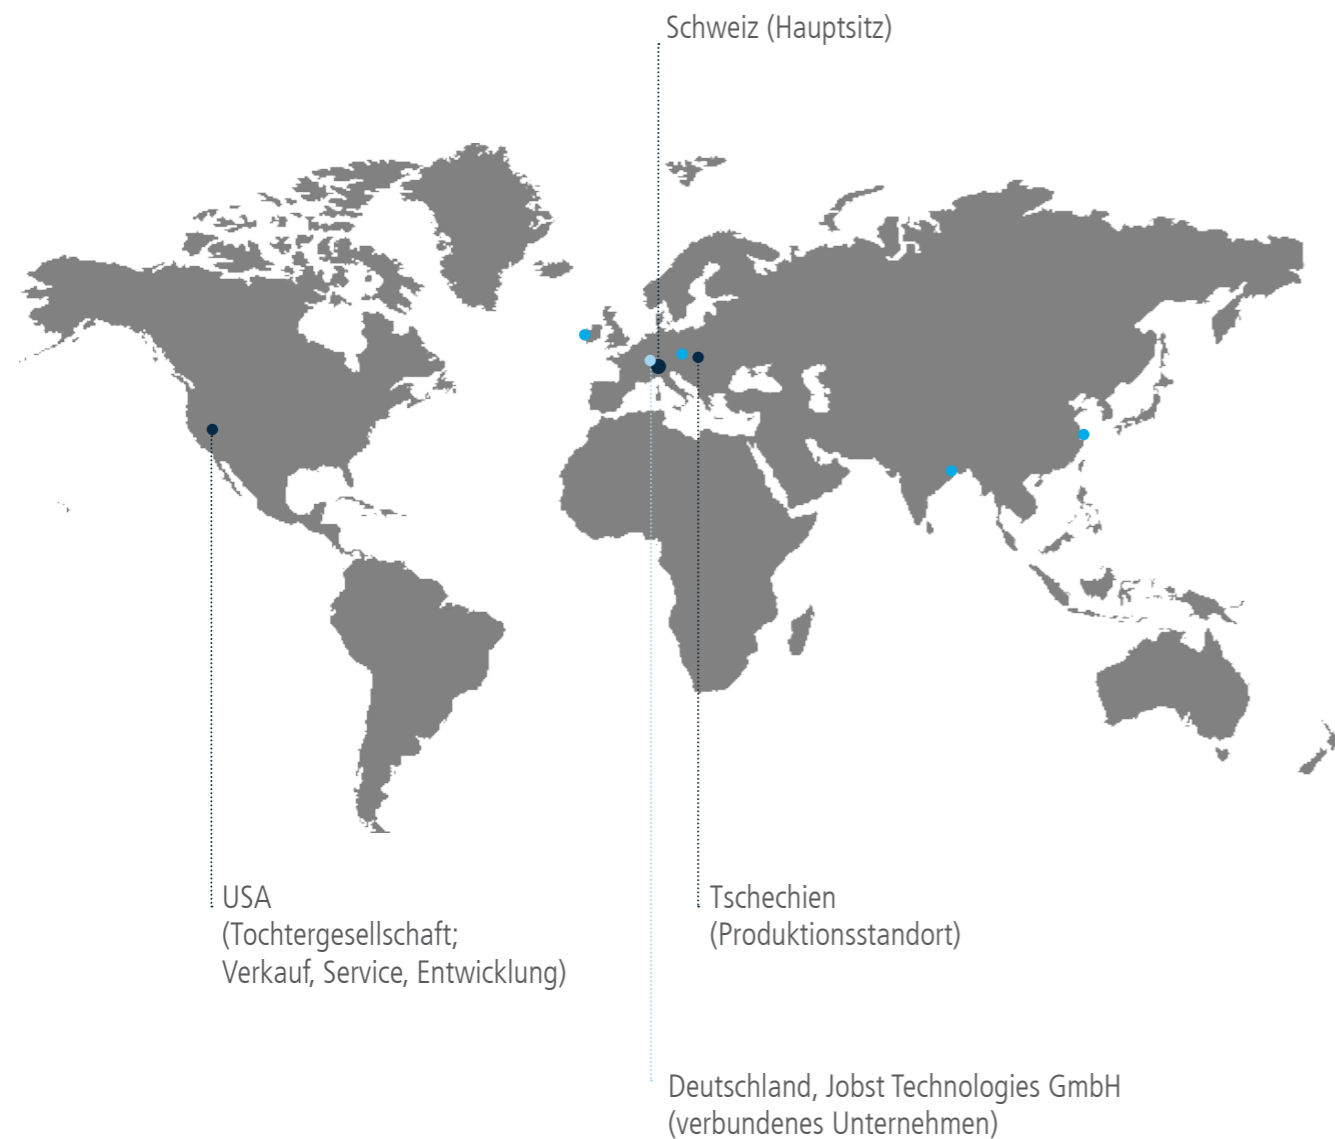 Schweiz (Hauptsitz)
USA
(Tochtergesellschaft;
Verkauf, Service, Entwicklung)
Tschechien
(Produktionsstandort)
Deutschland, Jobst Technologies GmbH
(verbundenes Unternehmen)